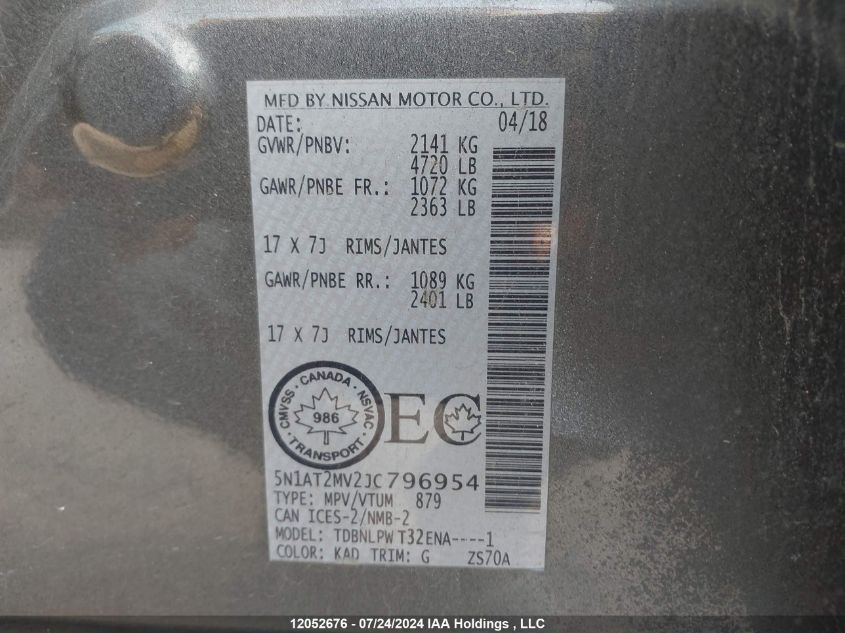 MFD BY NISSAN MOTOR CO., LTD.
DATE: 04/18
GVWR/PNBV: 2141 KG
4720 LB
GAWR/PNBE FR.: 1072 KG
2363 LB
17 X 7J RIMS/JANTES
GAWR/PNBE RR.: 1089 KG
2401 LB
17 X 7J RIMS/JANTES
CMVSS · CANADA · NSVAC · TRANSPORT ·
986
EC
5N1AT2MV2JC796954
TYPE: MPV/VTUM 879
CAN ICES-2/NMB-2
MODEL: TDBNLPW T32ENA----1
COLOR: KAD TRIM: G ZS70A
12052676 - 07/24/2024 IAA Holdings , LLC